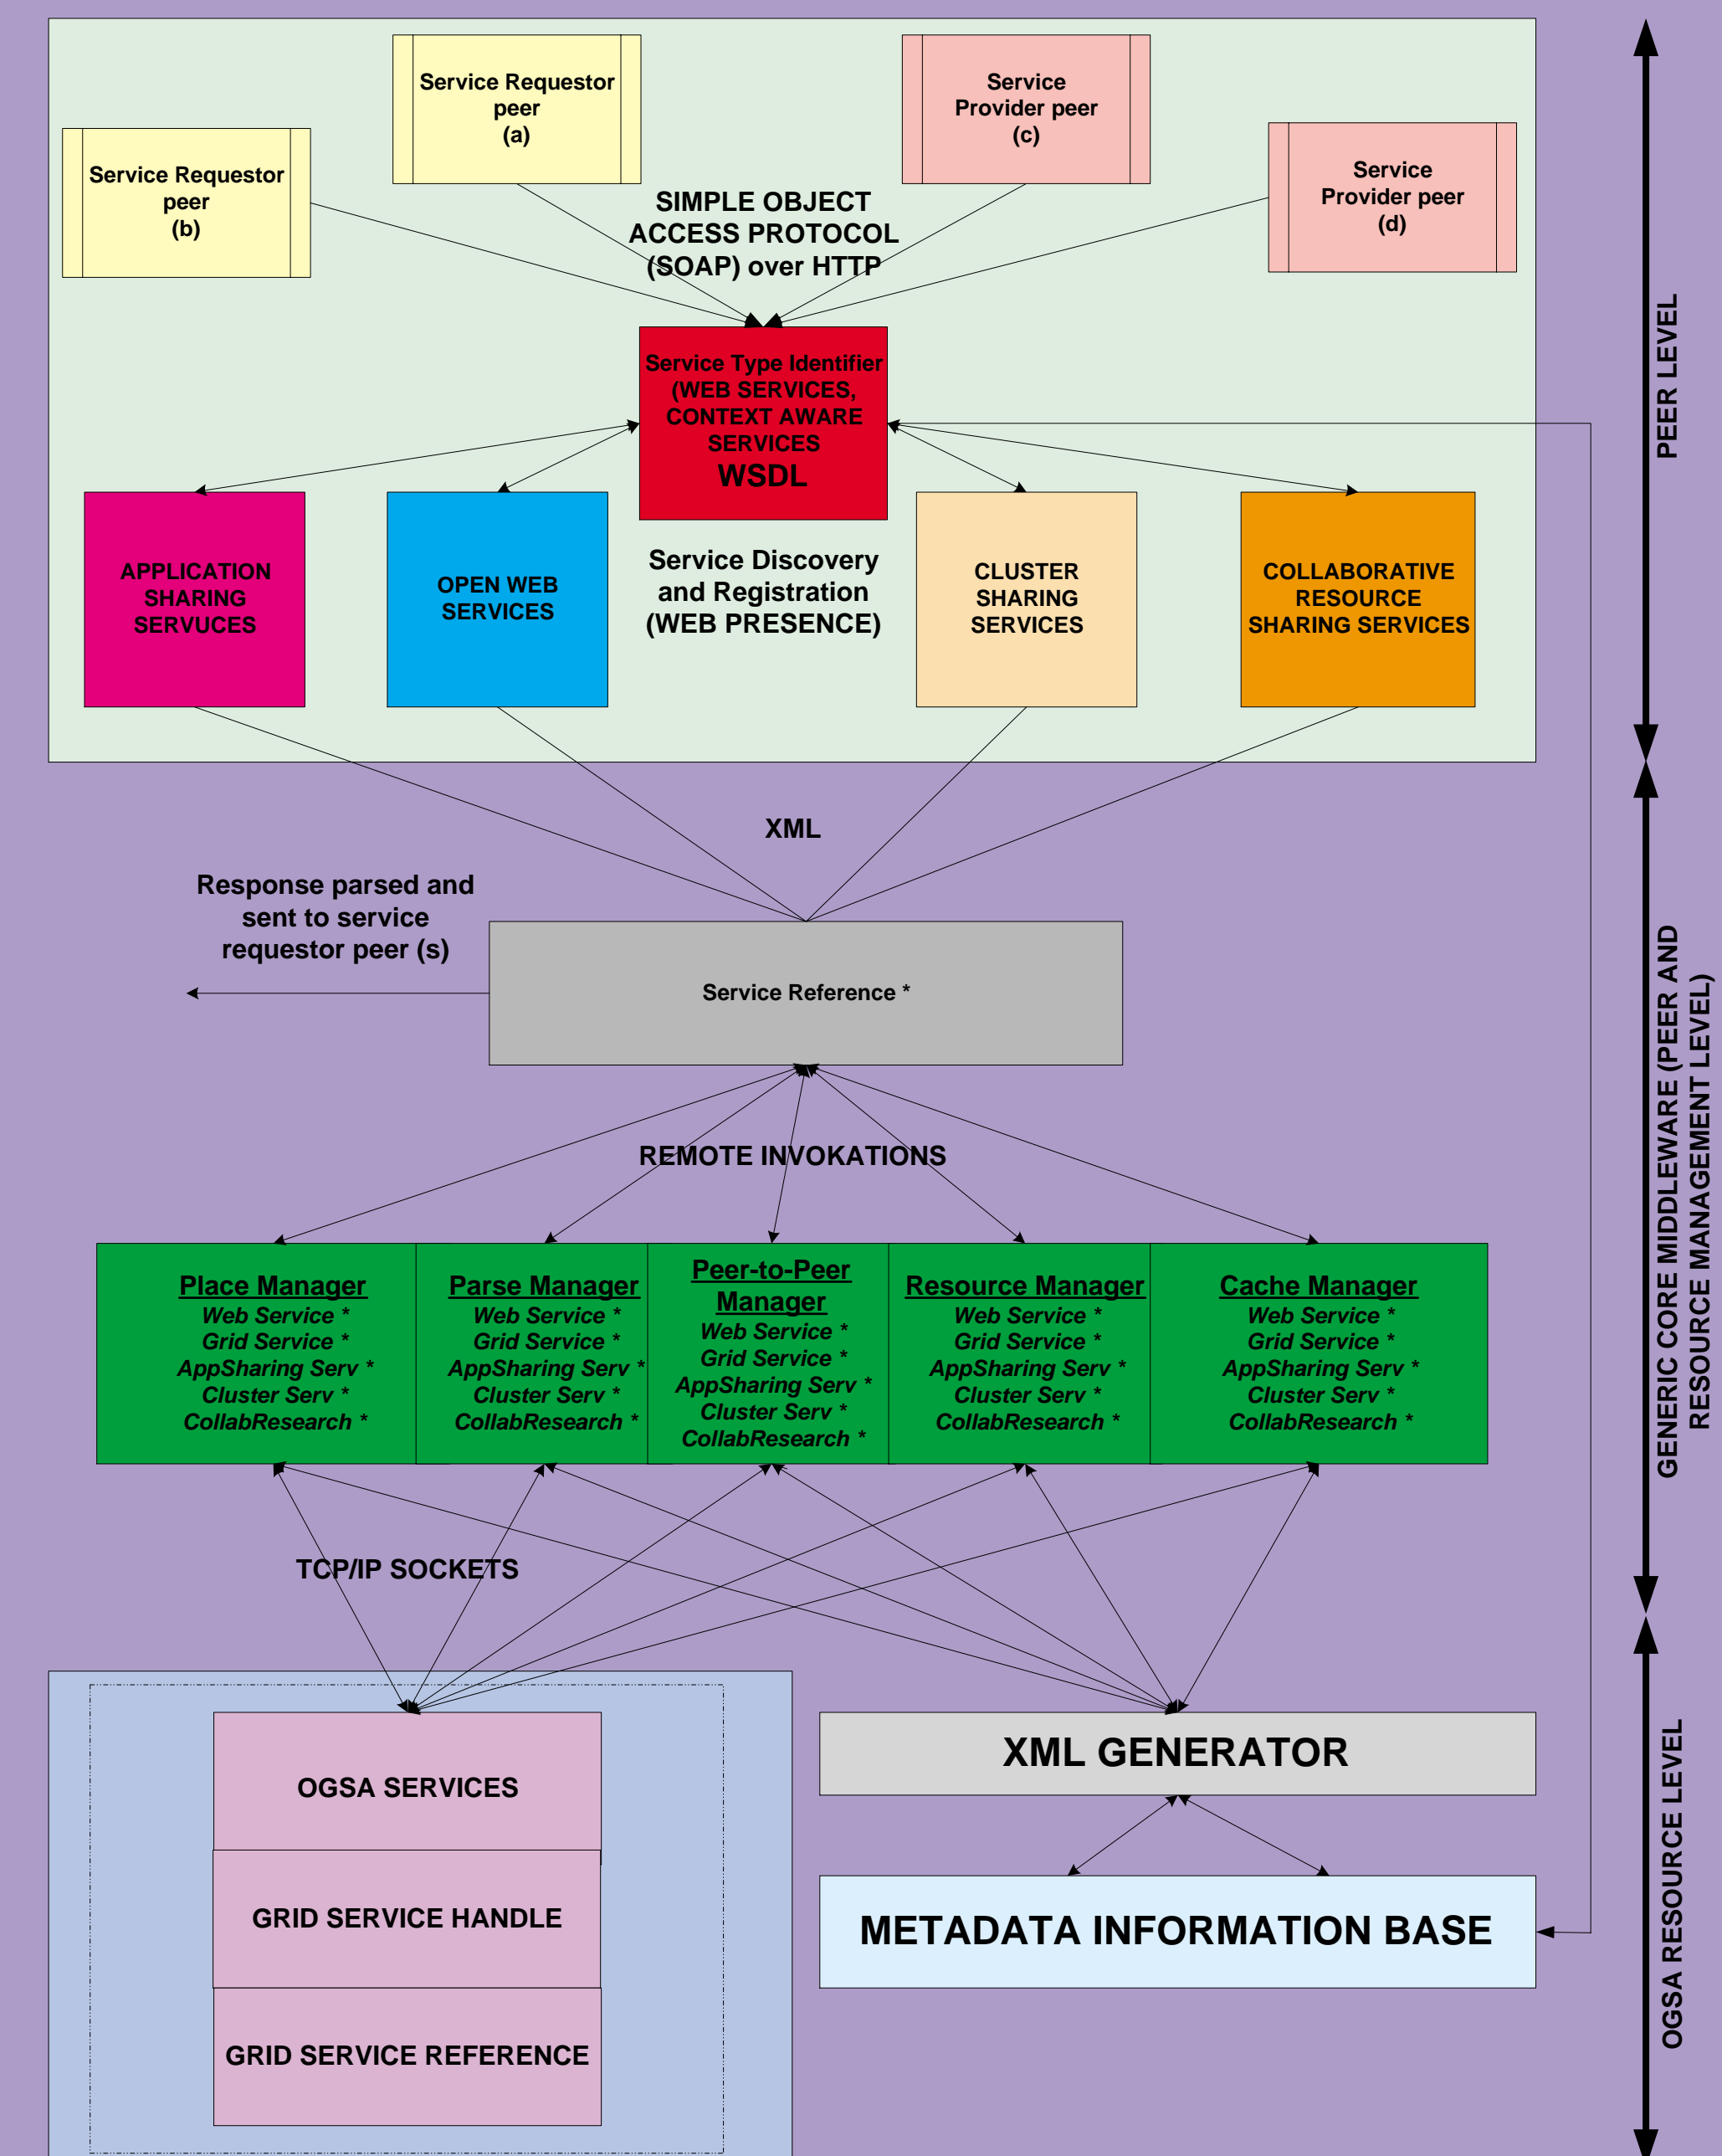 Service Requestor
peer
(a)
Service
Provider peer
(c)
Service Requestor
peer
(b)
Service
Provider peer
(d)
SIMPLE OBJECT
ACCESS PROTOCOL
(SOAP) over HTTP
Service Type Identifier
(WEB SERVICES,
CONTEXT AWARE
SERVICES
WSDL
APPLICATION
SHARING
SERVUCES
OPEN WEB
SERVICES
Service Discovery
and Registration
(WEB PRESENCE)
CLUSTER
SHARING
SERVICES
COLLABORATIVE
RESOURCE
SHARING SERVICES
PEER LEVEL
XML
Response parsed and
sent to service
requestor peer (s)
Service Reference *
REMOTE INVOKATIONS
Place Manager
Web Service *
Grid Service *
AppSharing Serv *
Cluster Serv *
CollabResearch *
Parse Manager
Web Service *
Grid Service *
AppSharing Serv *
Cluster Serv *
CollabResearch *
Peer-to-Peer
Manager
Web Service *
Grid Service *
AppSharing Serv *
Cluster Serv *
CollabResearch *
Resource Manager
Web Service *
Grid Service *
AppSharing Serv *
Cluster Serv *
CollabResearch *
Cache Manager
Web Service *
Grid Service *
AppSharing Serv *
Cluster Serv *
CollabResearch *
GENERIC CORE MIDDLEWARE (PEER AND
RESOURCE MANAGEMENT LEVEL)
TCP/IP SOCKETS
OGSA SERVICES
GRID SERVICE HANDLE
GRID SERVICE REFERENCE
XML GENERATOR
METADATA INFORMATION BASE
OGSA RESOURCE LEVEL